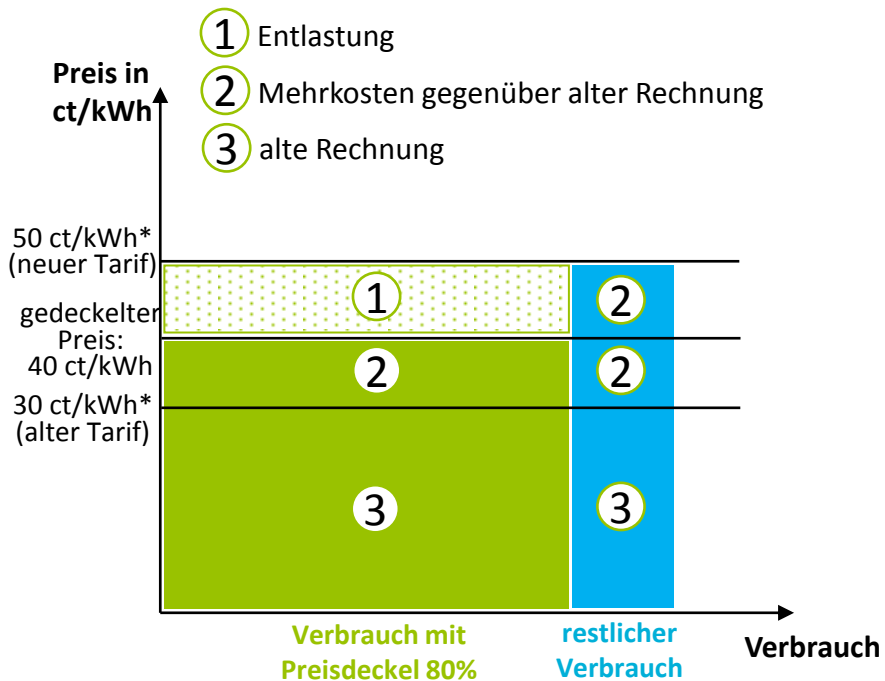 1 Entlastung
2 Mehrkosten gegenüber alter Rechnung
3 alte Rechnung
Preis in
ct/kWh
50 ct/kWh*
(neuer Tarif)
gedeckelter
Preis:
40 ct/kWh
30 ct/kWh*
(alter Tarif)
1
2
2
2
3
3
Verbrauch mit
Preisdeckel 80%
restlicher
Verbrauch
Verbrauch